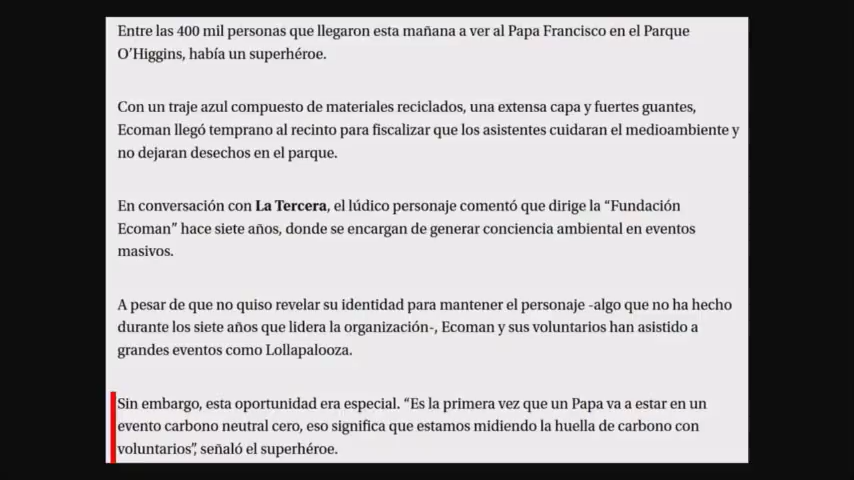 Entre las 400 mil personas que llegaron esta mañana a ver al Papa Francisco en el Parque
O’Higgins, había un superhéroe.
Con un traje azul compuesto de materiales reciclados, una extensa capa y fuertes guantes,
Ecoman llegó temprano al recinto para fiscalizar que los asistentes cuidaran el medioambiente y
no dejaran desechos en el parque.
En conversación con La Tercera, el lúdico personaje comentó que dirige la “Fundación
Ecoman” hace siete años, donde se encargan de generar conciencia ambiental en eventos
masivos.
A pesar de que no quiso revelar su identidad para mantener el personaje -algo que no ha hecho
durante los siete años que lidera la organización-, Ecoman y sus voluntarios han asistido a
grandes eventos como Lollapalooza.
Sin embargo, esta oportunidad era especial. “Es la primera vez que un Papa va a estar en un
evento carbono neutral cero, eso significa que estamos midiendo la huella de carbono con
voluntarios”, señaló el superhéroe.